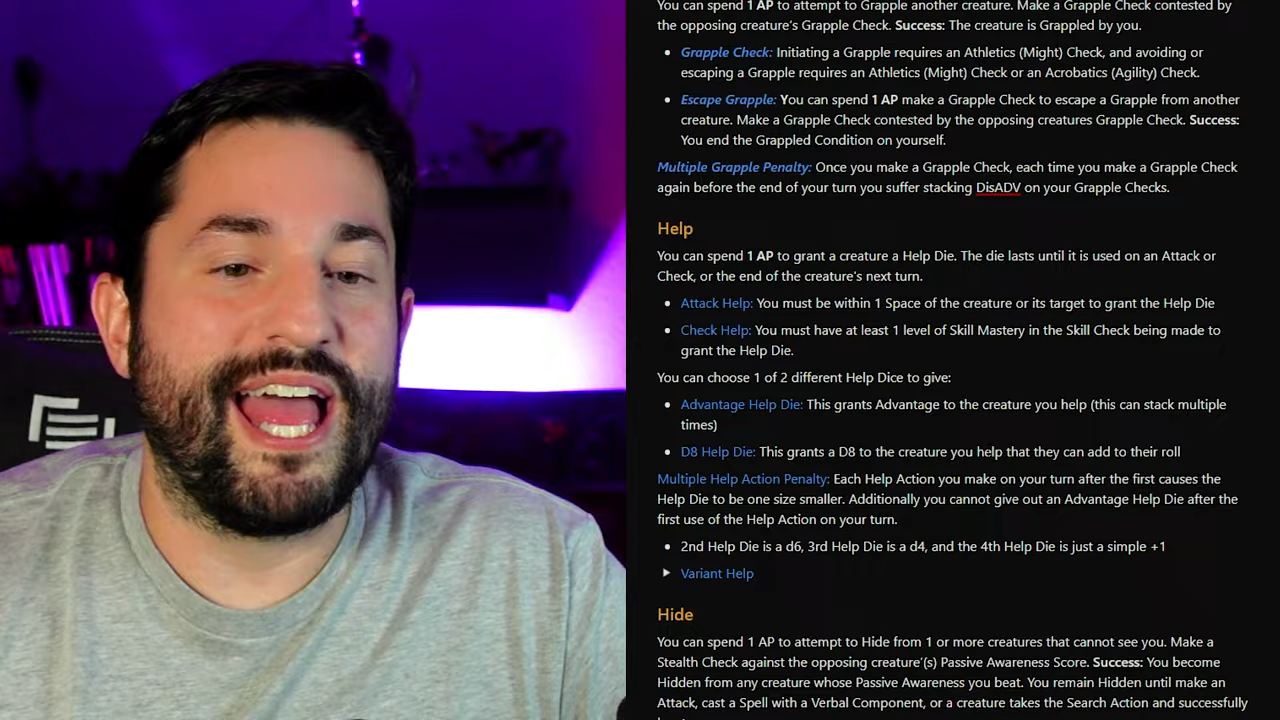 You can spend 1 AP to attempt to Grapple another creature. Make a Grapple Check contested by
the opposing creature's Grapple Check. Success: The creature is Grappled by you.
• Grapple Check: Initiating a Grapple requires an Athletics (Might) Check, and avoiding or
escaping a Grapple requires an Athletics (Might) Check or an Acrobatics (Agility) Check.
• Escape Grapple: You can spend 1 AP make a Grapple Check to escape a Grapple from another
creature. Make a Grapple Check contested by the opposing creatures Grapple Check. Success:
You end the Grappled Condition on yourself.
Multiple Grapple Penalty: Once you make a Grapple Check, each time you make a Grapple Check
again before the end of your turn you suffer stacking DisADV on your Grapple Checks.
Help
You can spend 1 AP to grant a creature a Help Die. The die lasts until it is used on an Attack or
Check, or the end of the creature's next turn.
• Attack Help: You must be within 1 Space of the creature or its target to grant the Help Die
• Check Help: You must have at least 1 level of Skill Mastery in the Skill Check being made to
grant the Help Die.
You can choose 1 of 2 different Help Dice to give:
• Advantage Help Die: This grants Advantage to the creature you help (this can stack multiple
times)
• D8 Help Die: This grants a D8 to the creature you help that they can add to their roll
Multiple Help Action Penalty: Each Help Action you make on your turn after the first causes the
Help Die to be one size smaller. Additionally you cannot give out an Advantage Help Die after the
first use of the Help Action on your turn.
• 2nd Help Die is a d6, 3rd Help Die is a d4, and the 4th Help Die is just a simple +1
Variant Help
Hide
You can spend 1 AP to attempt to Hide from 1 or more creatures that cannot see you. Make a
Stealth Check against the opposing creature'(s) Passive Awareness Score. Success: You become
Hidden from any creature whose Passive Awareness you beat. You remain Hidden until make an
Attack, cast a Spell with a Verbal Component, or a creature takes the Search Action and successfully